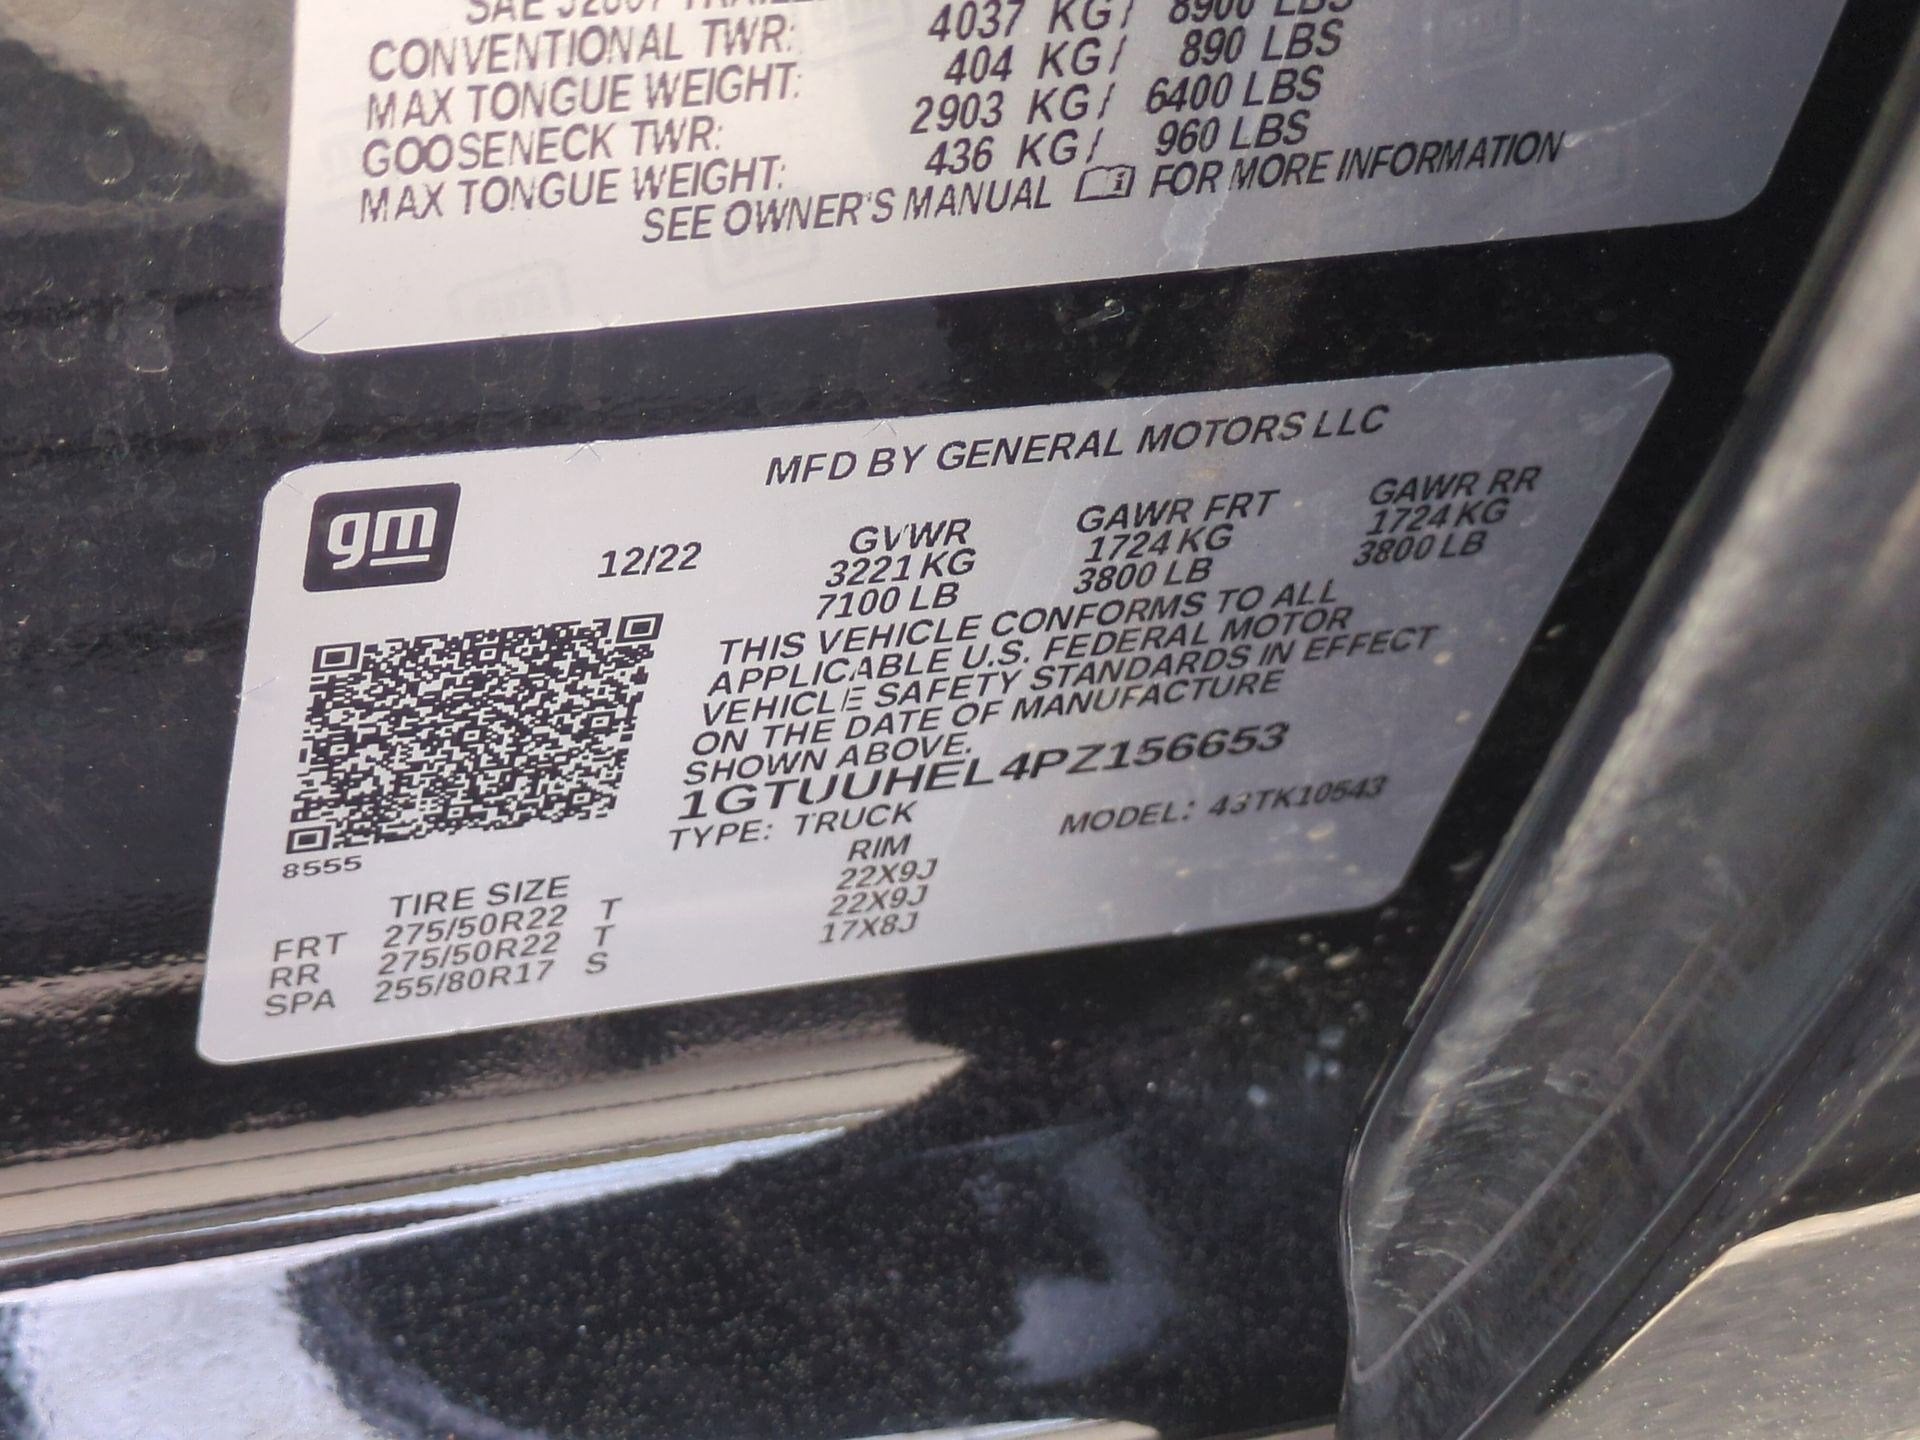 SAE J2807
CONVENTIONAL TWR: 4037 KG/ 8900 LBS
MAX TONGUE WEIGHT: 404 KG/ 890 LBS
GOOSENECK TWR: 2903 KG/ 6400 LBS
MAX TONGUE WEIGHT: 436 KG/ 960 LBS
SEE OWNER'S MANUAL FOR MORE INFORMATION
MFD BY GENERAL MOTORS LLC
gm
12/22
GVWR GAWR FRT GAWR RR
3221 KG 1724 KG 1724 KG
7100 LB 3800 LB 3800 LB
THIS VEHICLE CONFORMS TO ALL
APPLICABLE U.S. FEDERAL MOTOR
VEHICLE SAFETY STANDARDS IN EFFECT
ON THE DATE OF MANUFACTURE
SHOWN ABOVE.
1GTUUHEL4PZ156653
TYPE: TRUCK MODEL: 43TK10543
8555
TIRE SIZE RIM
FRT 275/50R22 T 22X9J
RR 275/50R22 T 22X9J
SPA 255/80R17 S 17X8J